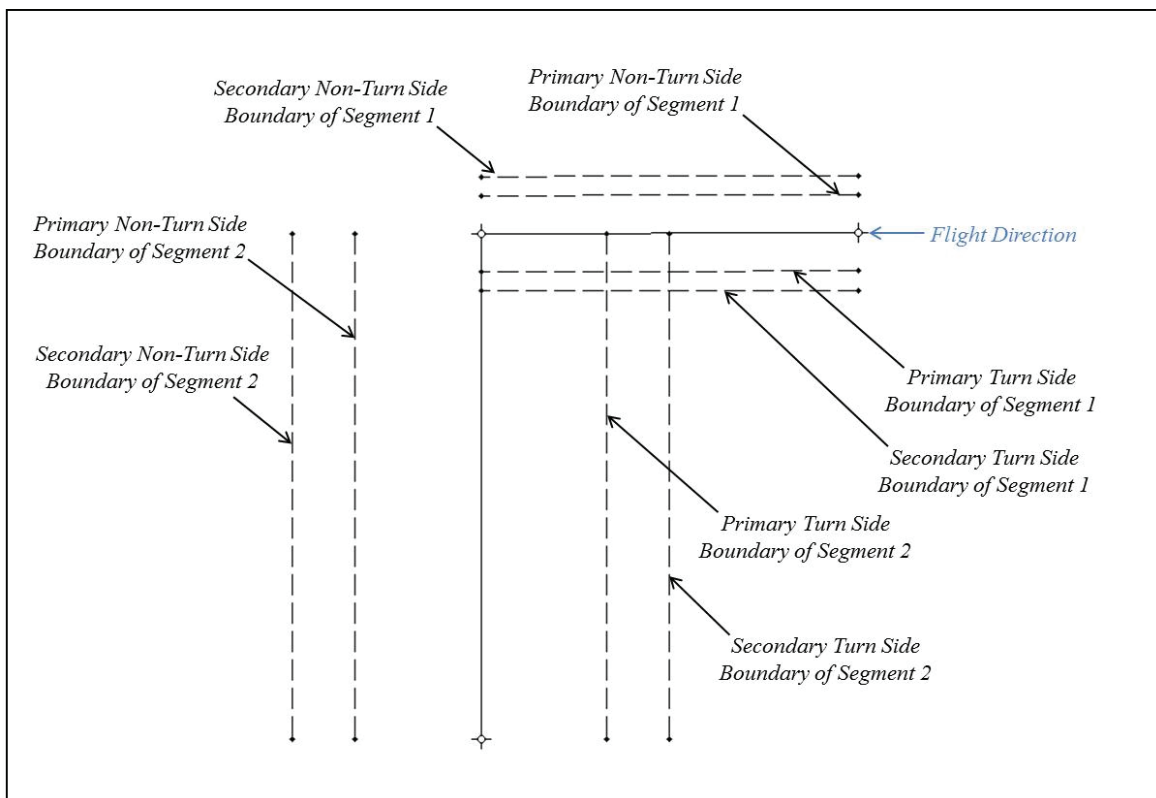 Secondary Non-Turn Side
Boundary of Segment 1
Primary Non-Turn Side
Boundary of Segment 1
Primary Non-Turn Side
Boundary of Segment 2
Flight Direction
Secondary Non-Turn Side
Boundary of Segment 2
Primary Turn Side
Boundary of Segment 1
Secondary Turn Side
Boundary of Segment 1
Primary Turn Side
Boundary of Segment 2
Secondary Turn Side
Boundary of Segment 2